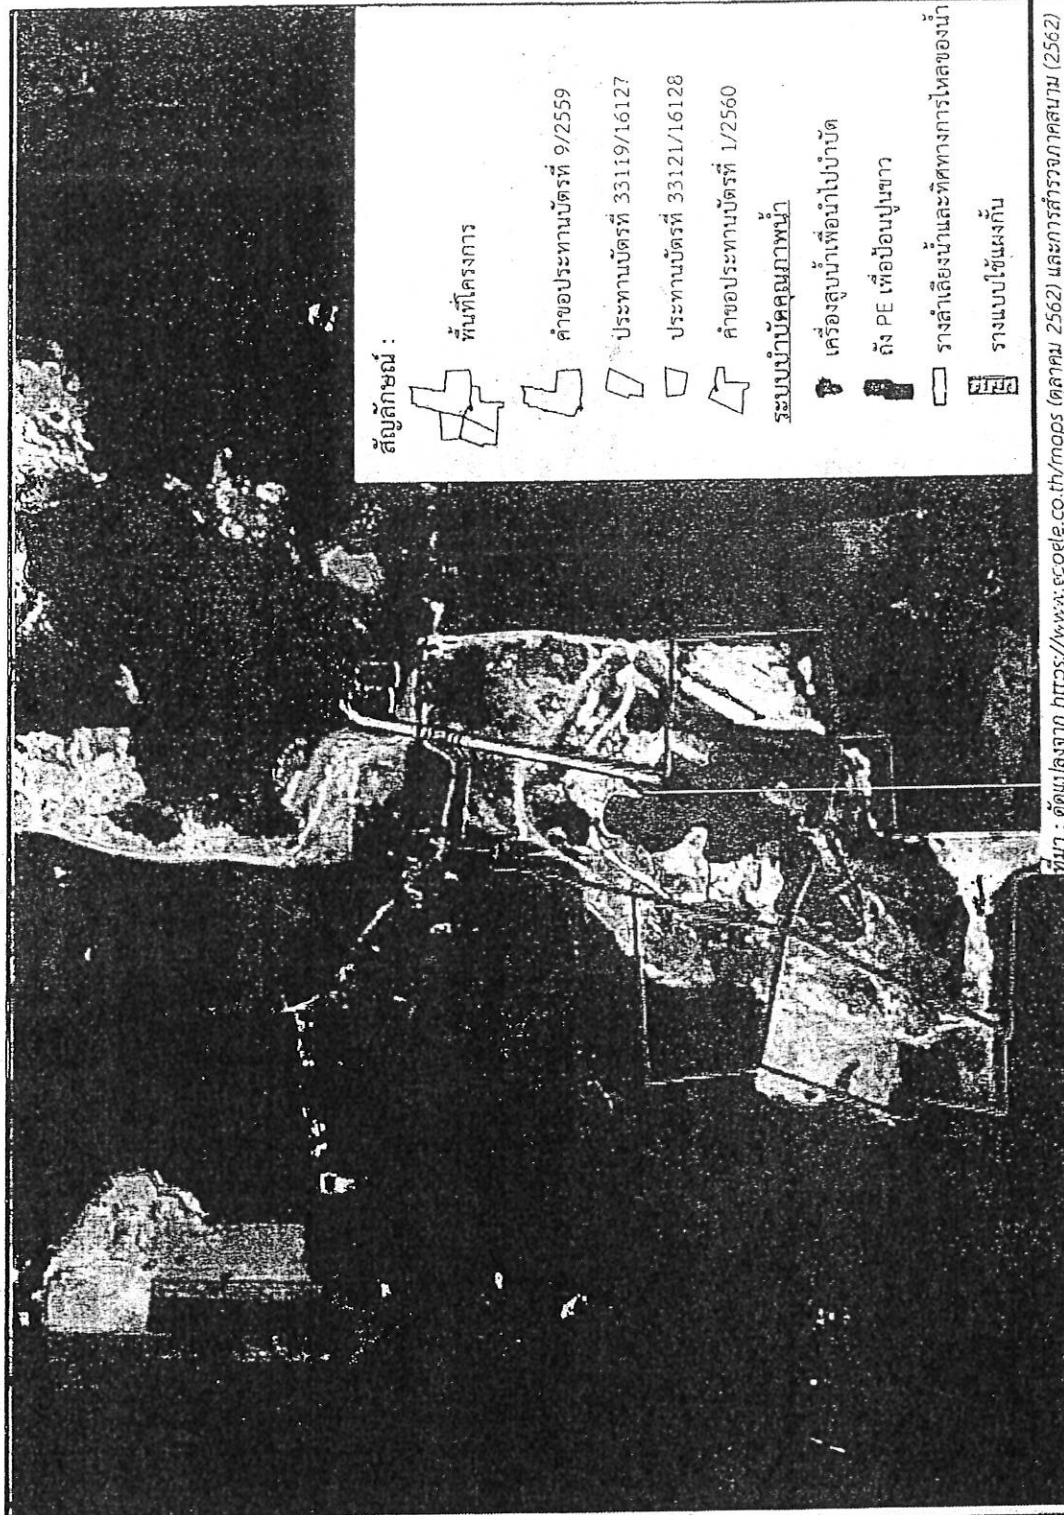 สัญลักษณ์ :
พื้นที่โครงการ
คำขอประทานบัตรที่ 9/2559
ประทานบัตรที่ 33119/16127
ประทานบัตรที่ 33121/16128
คำขอประทานบัตรที่ 1/2560
ระบบบำบัดคุณภาพน้ำ
เครื่องสูบน้ำเพื่อนำไปบำบัด
ถัง PE เพื่อป้อนปูนขาว
รางลำเลียงน้ำและทิศทางการไหลของน้ำ
รางแบบใช้แผงกั้น
ที่มา : ดัดแปลงจาก https://www.google.co.th/maps (ตุลาคม 2562) และการสำรวจภาคสนาม (2562)